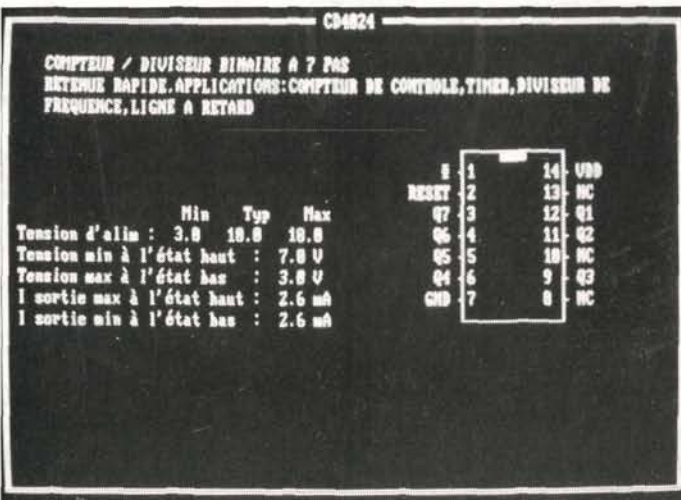 CD4024
COMPTEUR / DIVISEUR BINAIRE A 7 PAS
RETENUE RAPIDE.APPLICATIONS:COMPTEUR DE CONTROLE,TIMER,DIVISEUR DE
FREQUENCE,LIGNE A RETARD
Min Typ Max
Tension d'alim : 3.0 10.0 18.0
Tension min à l'état haut : 7.0 V
Tension max à l'état bas : 3.0 V
I sortie max à l'état haut : 2.6 mA
I sortie min à l'état bas : 2.6 mA
1 14 VDD
RESET 2 13 NC
Q7 3 12 Q1
Q6 4 11 Q2
Q5 5 10 NC
Q4 6 9 Q3
GND 7 8 NC